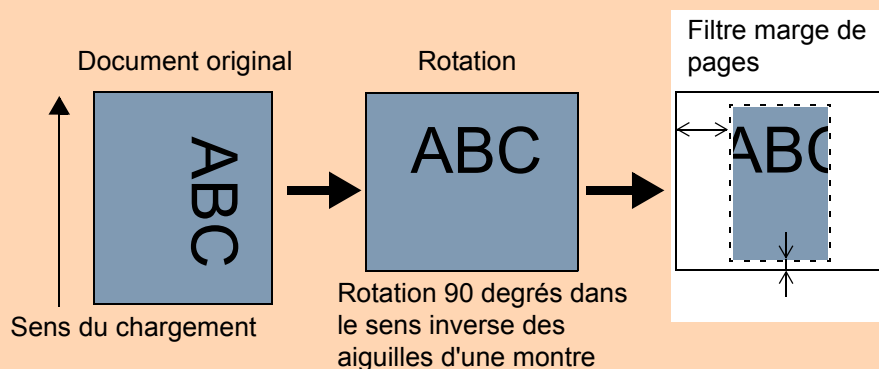 Document original
ABC
Sens du chargement
Rotation
ABC
Rotation 90 degrés dans
le sens inverse des
aiguilles d'une montre
Filtre marge de
pages
ABC